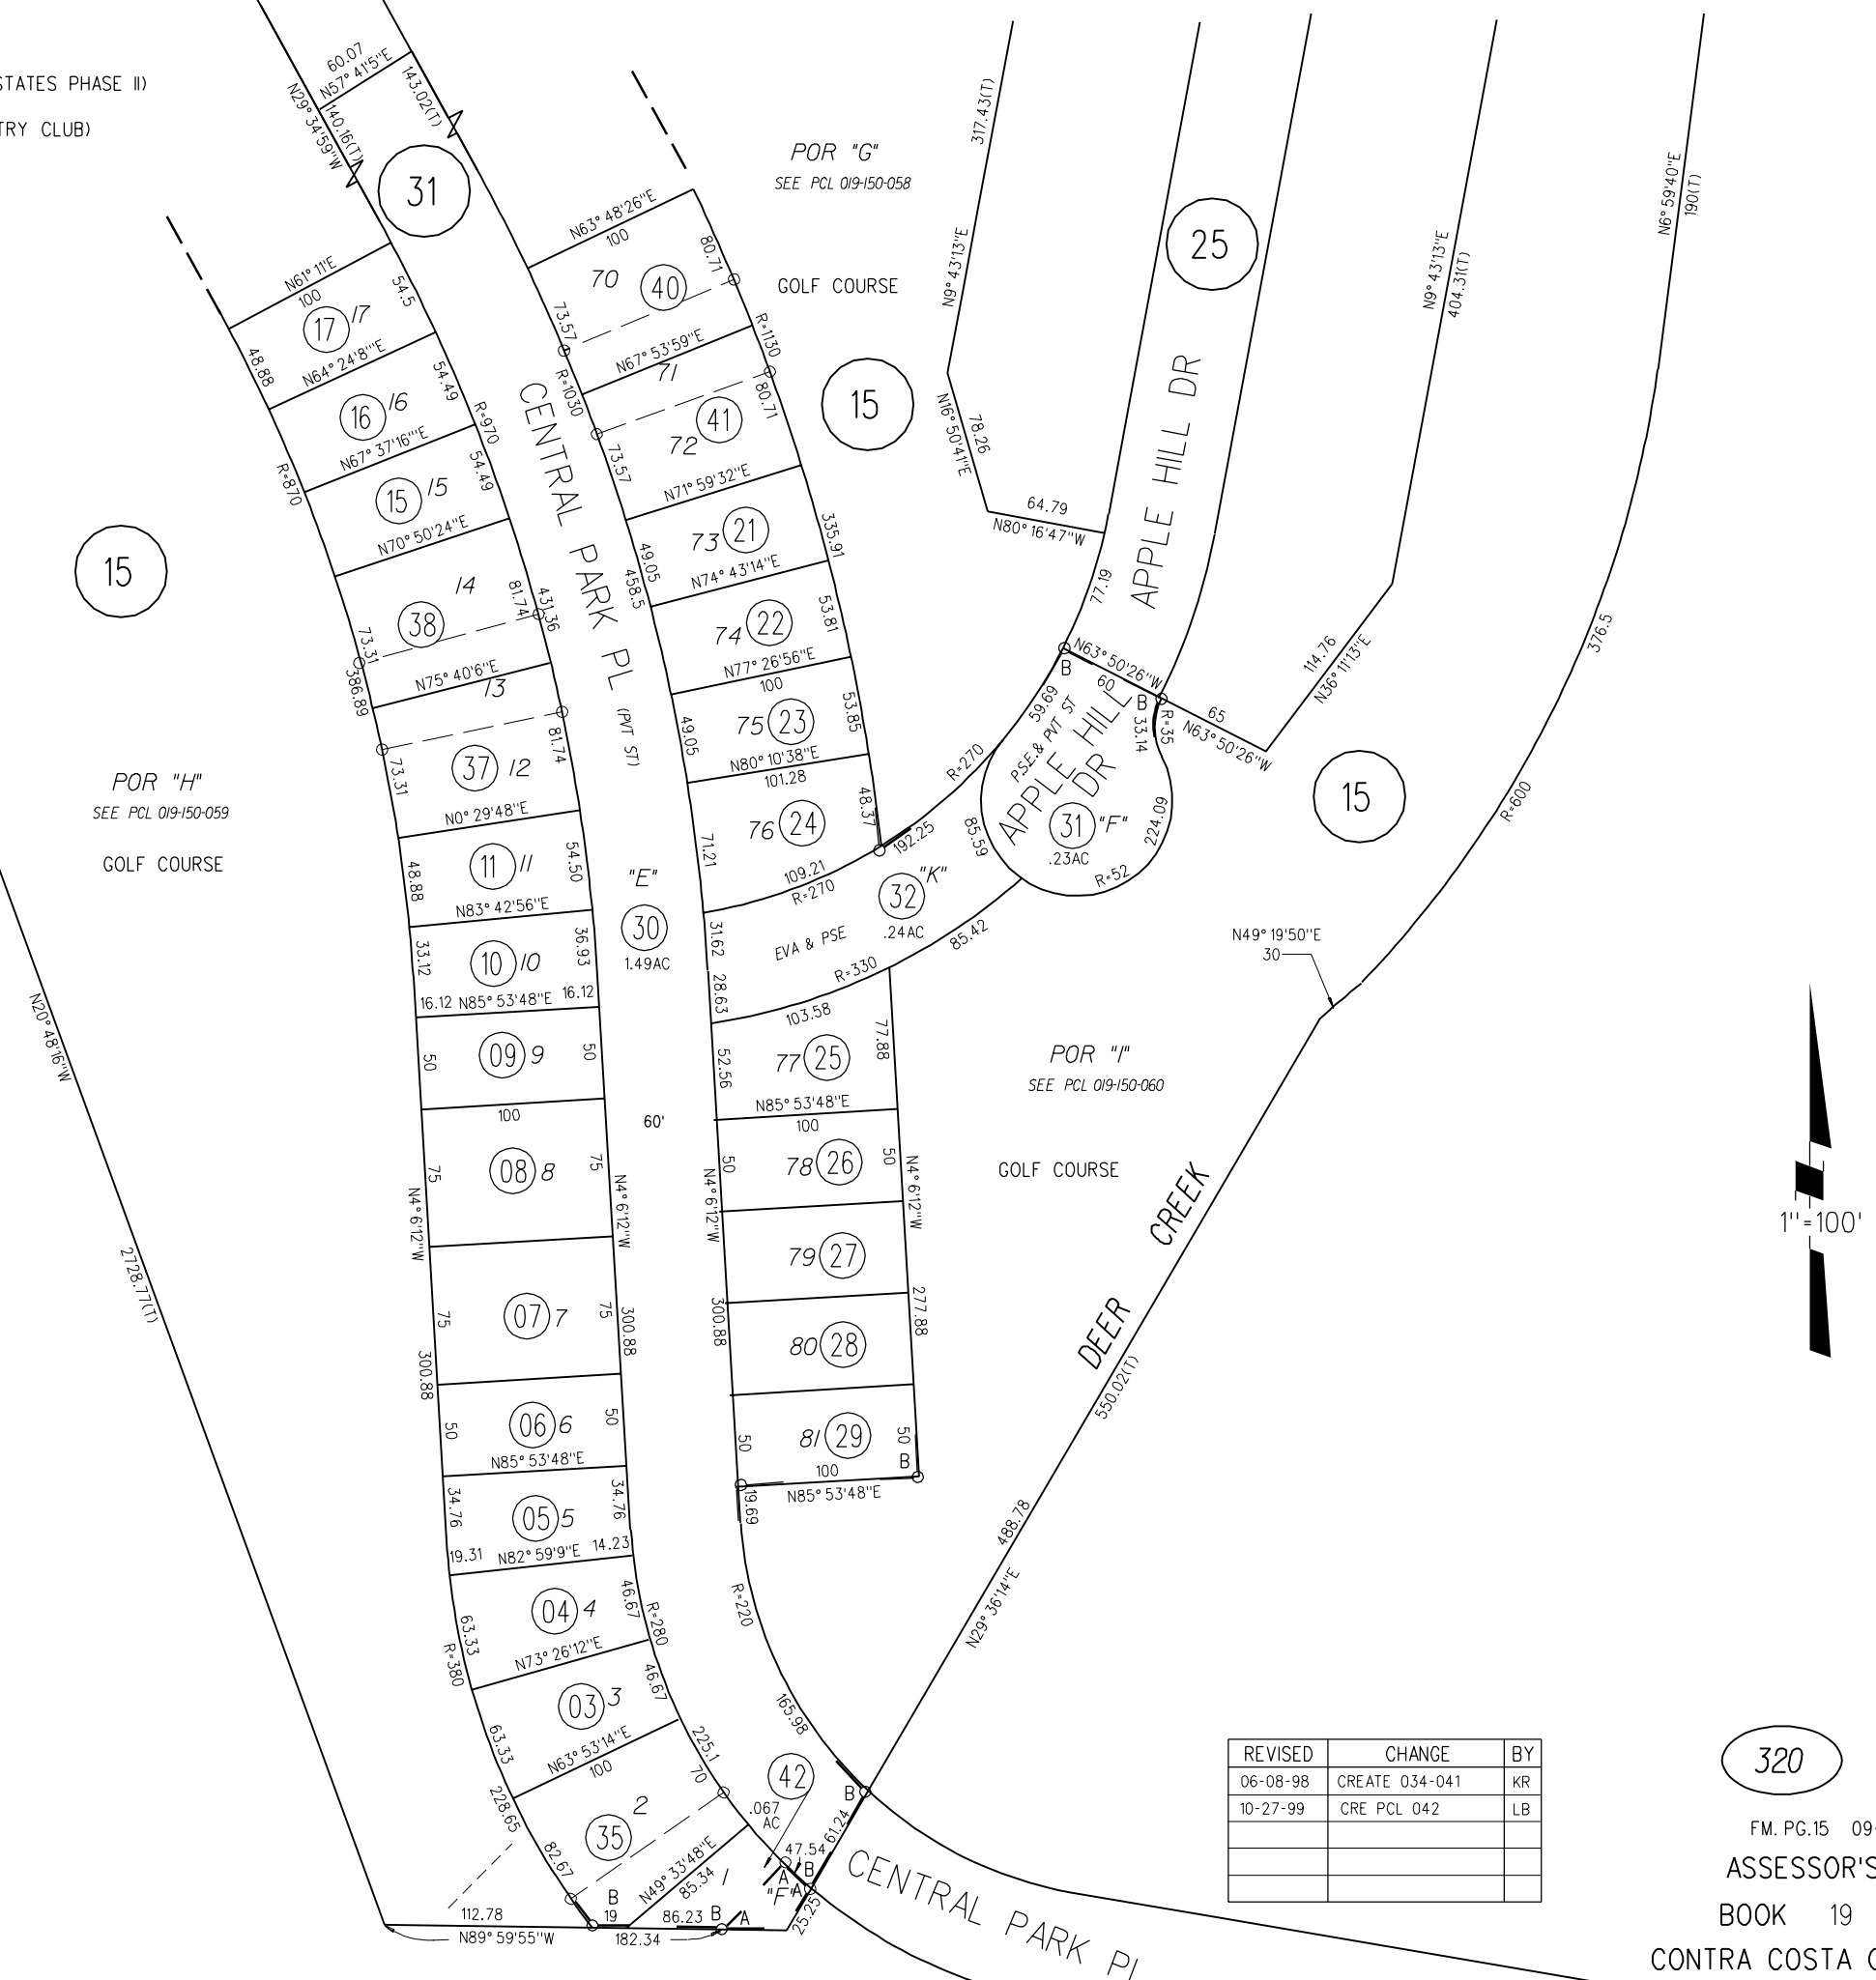 STATES PHASE II)
TRY CLUB)
60.07
N57° 41'5"E
143.02(T)
N29° 34'59"W
140.16(T)
31
POR "G"
SEE PCL 019-150-058
GOLF COURSE
317.43(T)
N9° 43'13"E
25
N9° 43'13"E
404.31(T)
N6° 59'40"E
190(T)
N63° 48'26"E
100
80.71
70
40
73.57
N67° 53'59"E
R=1130
71
R=1030
80.71
41
72
73.57
N71° 59'32"E
15
N61° 11'E
100
54.5
17
17
48.88
N64° 24'8"E
54.49
16
16
R=970
N67° 37'16"E
R=870
54.49
15
15
N70° 50'24"E
CENTRAL PARK PL
(PVT ST)
N16° 50'41"E
78.26
64.79
N80° 16'47"W
APPLE HILL DR
77.19
15
335.91
73
21
49.05
N74° 43'14"E
458.5
14
81.74
431.36
38
73.31
386.89
N75° 40'6"E
13
74
22
53.81
N77° 26'56"E
100
53.85
75
23
49.05
N80° 10'38"E
101.28
N63° 50'26"W
B
60
B
59.69
R=35
33.14
65
N63° 50'26"W
114.76
N36° 11'13"E
376.5
R=600
15
P.S.E.& PVT ST
APPLE HILL
DR
31
"F"
.23AC
224.09
85.59
R=52
R=270
192.25
37
12
81.74
73.31
N0° 29'48"E
POR "H"
SEE PCL 019-150-059
GOLF COURSE
76
24
48.37
71.21
109.21
R=270
11
11
48.88
54.50
N83° 42'56"E
"E"
30
1.49AC
32
"K"
.24AC
EVA & PSE
31.62
28.63
R=330
85.42
103.58
10
10
33.12
36.93
16.12
N85° 53'48"E
16.12
N49° 19'50"E
30
N20° 48'16"W
2728.77(T)
09
9
50
50
100
60'
77
25
52.56
77.88
N85° 53'48"E
100
POR "I"
SEE PCL 019-150-060
GOLF COURSE
08
8
75
75
78
26
50
50
N4° 6'12"W
N4° 6'12"W
N4° 6'12"W
N4° 6'12"W
1"=100'
DEER CREEK
550.02(T)
79
27
07
7
75
75
300.88
300.88
300.88
277.88
80
28
06
6
50
50
N85° 53'48"E
81
29
50
50
B
100
N85° 53'48"E
19.69
488.78
N29° 36'14"E
05
5
34.76
34.76
19.31
N82° 59'9"E
14.23
04
4
46.67
63.33
R=280
R=380
N73° 26'12"E
R=220
03
3
46.67
63.33
N63° 53'14"E
100
225.1
165.98
70
228.65
2
35
82.67
42
.067
AC
B
61.24
47.54
N49° 33'48"E
85.34
1
A
B
"F"
A
25.25
112.78
N89° 59'55"W
B
19
182.34
86.23
B
A
CENTRAL PARK Pl
REVISED CHANGE BY
06-08-98 CREATE 034-041 KR
10-27-99 CRE PCL 042 LB
320
FM. PG.15 09
ASSESSOR'S
BOOK 19
CONTRA COSTA